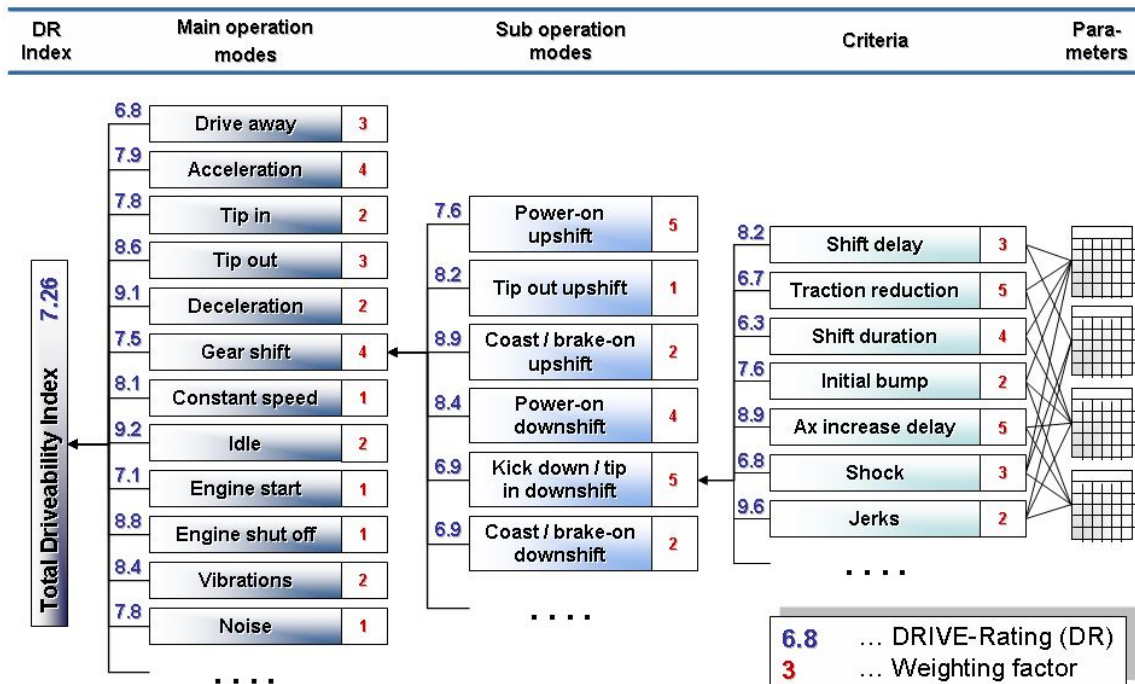 DR
Index
Main operation
modes
Sub operation
modes
Criteria
Para-
meters
Total Driveability Index 7.26
6.8
Drive away 3
7.9
Acceleration 4
7.8
Tip in 2
8.6
Tip out 3
9.1
Deceleration 2
7.5
Gear shift 4
8.1
Constant speed 1
9.2
Idle 2
7.1
Engine start 1
8.8
Engine shut off 1
8.4
Vibrations 2
7.8
Noise 1
. . . .
7.6
Power-on
upshift 5
8.2
Tip out upshift 1
8.9
Coast / brake-on
upshift 2
8.4
Power-on
downshift 4
6.9
Kick down / tip
in downshift 5
6.9
Coast / brake-on
downshift 2
. . . .
8.2
Shift delay 3
6.7
Traction reduction 5
6.3
Shift duration 4
7.6
Initial bump 2
8.9
Ax increase delay 5
6.8
Shock 3
9.6
Jerks 2
. . . .
6.8 ... DRIVE-Rating (DR)
3 ... Weighting factor